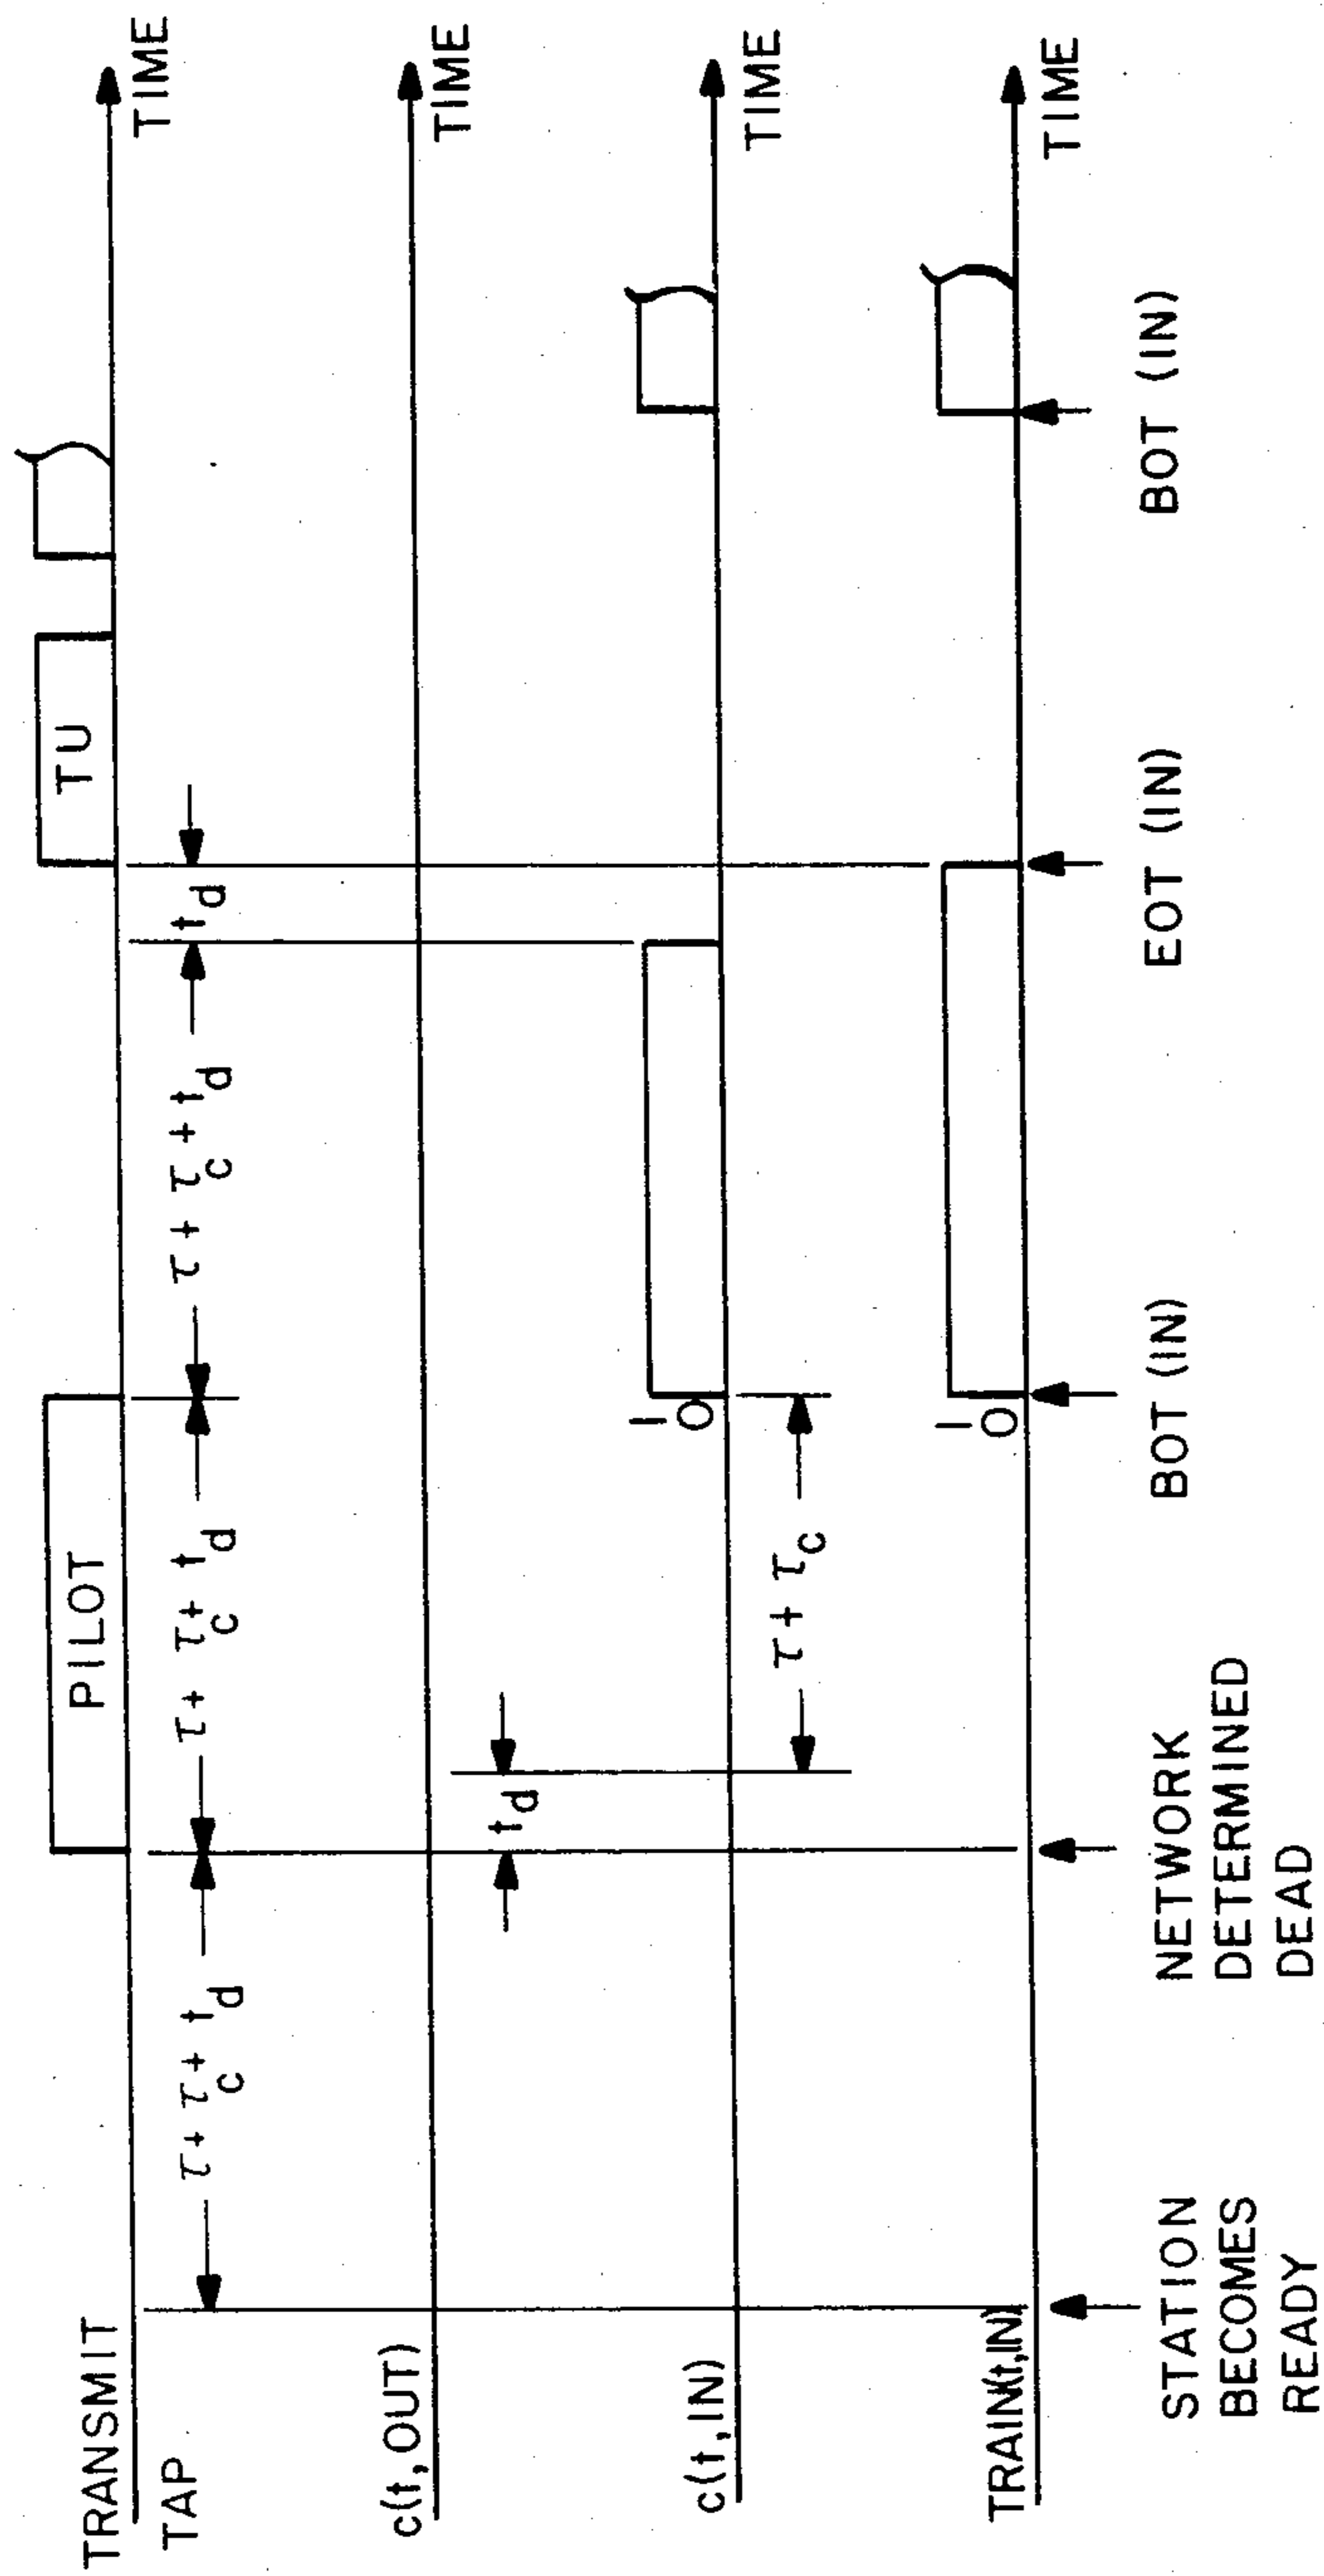 TRANSMIT
TAP
PILOT
TU
TIME
τ + τc + td
τ + τc + td
τ + τc + td
td
c(t, OUT)
TIME
td
c(t, IN)
1
0
TIME
τ + τc
TRAIN(t, IN)
1
0
TIME
STATION
BECOMES
READY
NETWORK
DETERMINED
DEAD
BOT (IN)
EOT (IN)
BOT (IN)